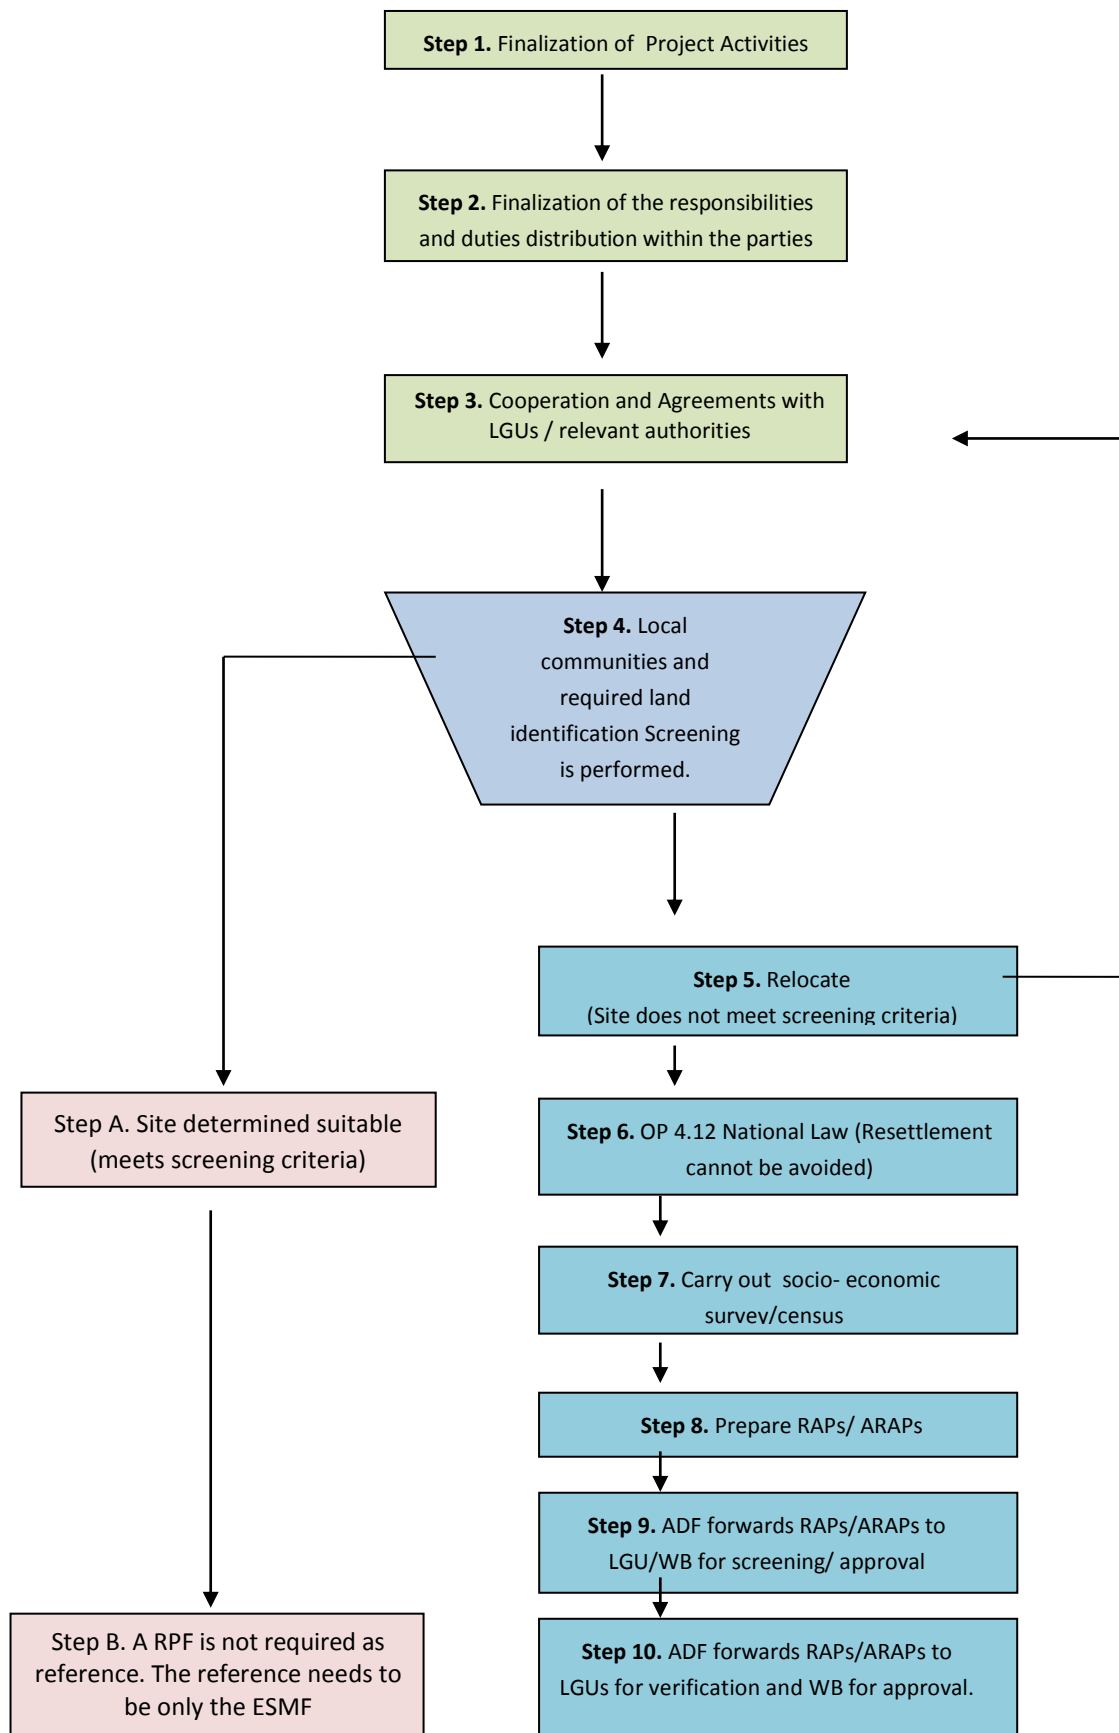 Step 1. Finalization of Project Activities
Step 2. Finalization of the responsibilities
and duties distribution within the parties
Step 3. Cooperation and Agreements with
LGUs / relevant authorities
Step 4. Local
communities and
required land
identification Screening
is performed.
Step 5. Relocate
(Site does not meet screening criteria)
Step A. Site determined suitable
(meets screening criteria)
Step 6. OP 4.12 National Law (Resettlement
cannot be avoided)
Step 7. Carry out socio- economic
survey/census
Step 8. Prepare RAPs/ ARAPs
Step 9. ADF forwards RAPs/ARAPs to
LGU/WB for screening/ approval
Step B. A RPF is not required as
reference. The reference needs to
be only the ESMF
Step 10. ADF forwards RAPs/ARAPs to
LGUs for verification and WB for approval.